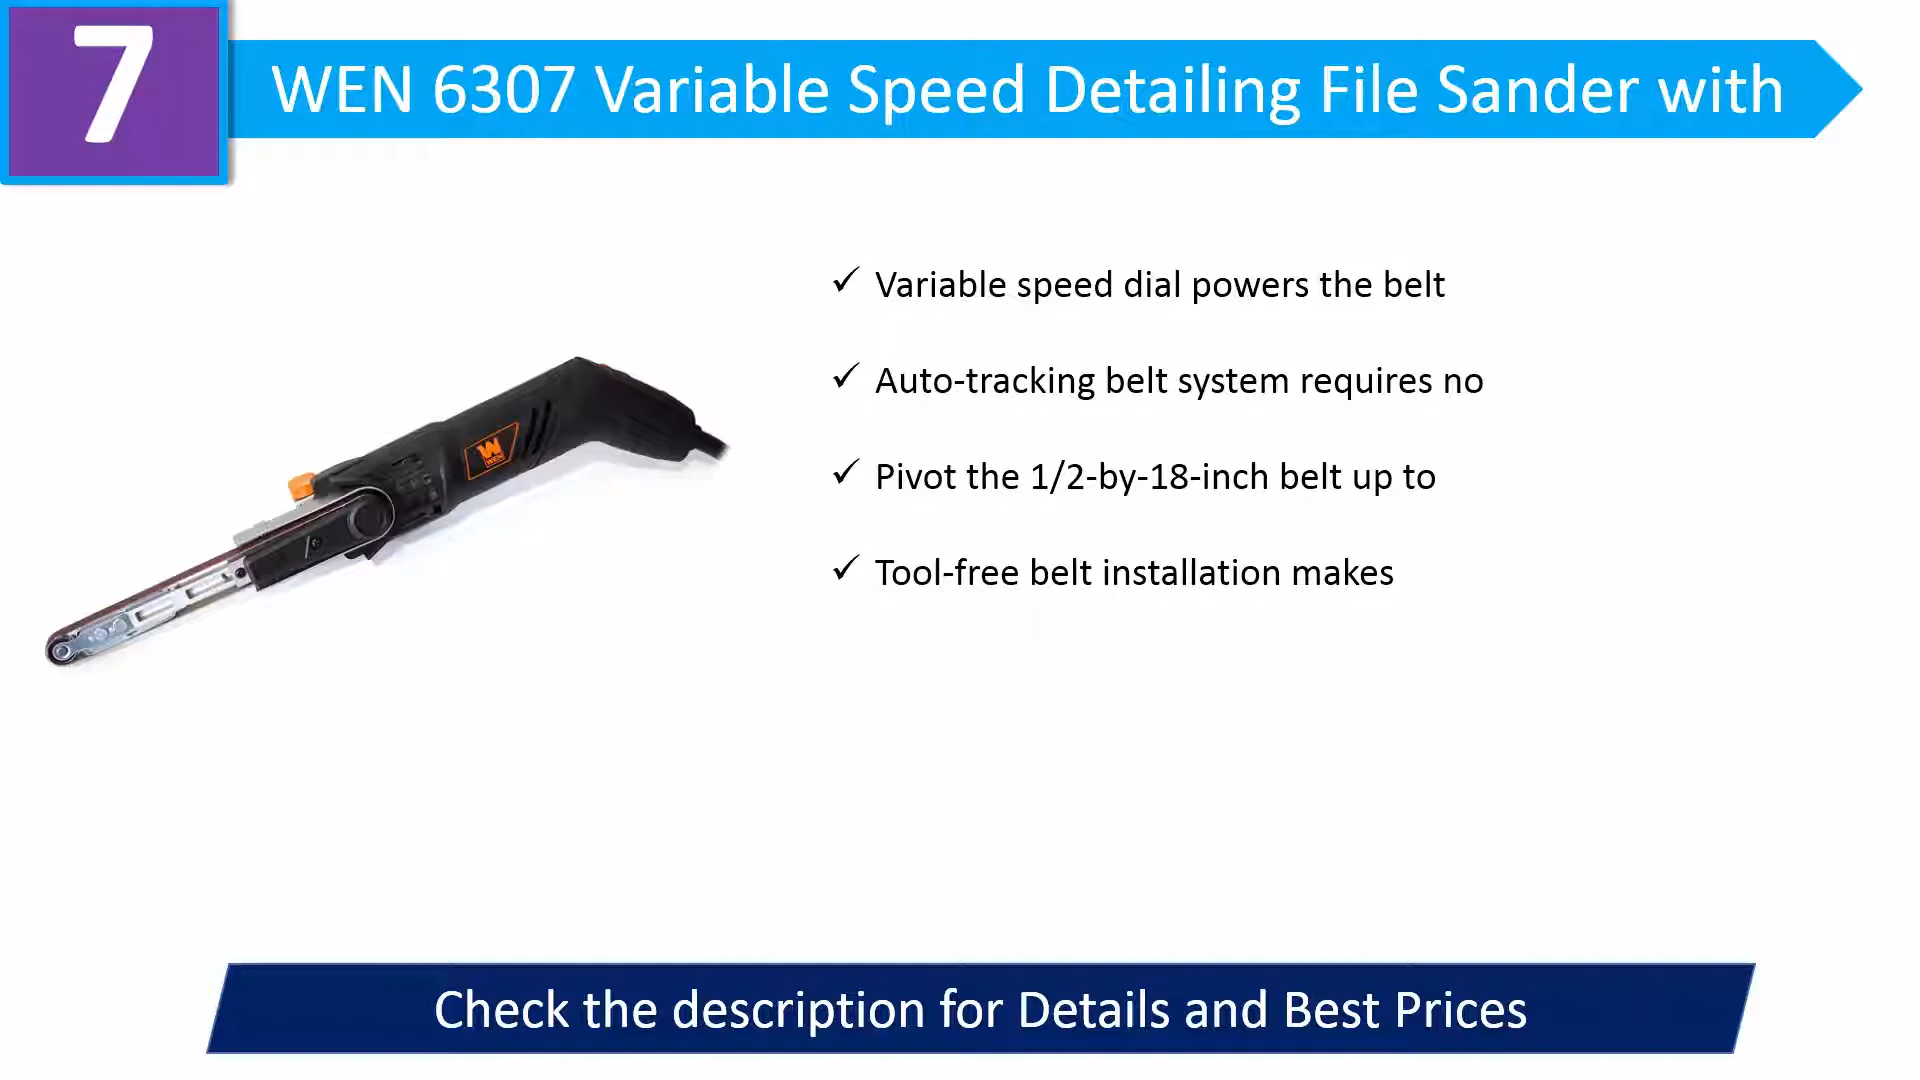 7
WEN 6307 Variable Speed Detailing File Sander with
✓ Variable speed dial powers the belt
✓ Auto-tracking belt system requires no
✓ Pivot the 1/2-by-18-inch belt up to
✓ Tool-free belt installation makes
WEN
Check the description for Details and Best Prices